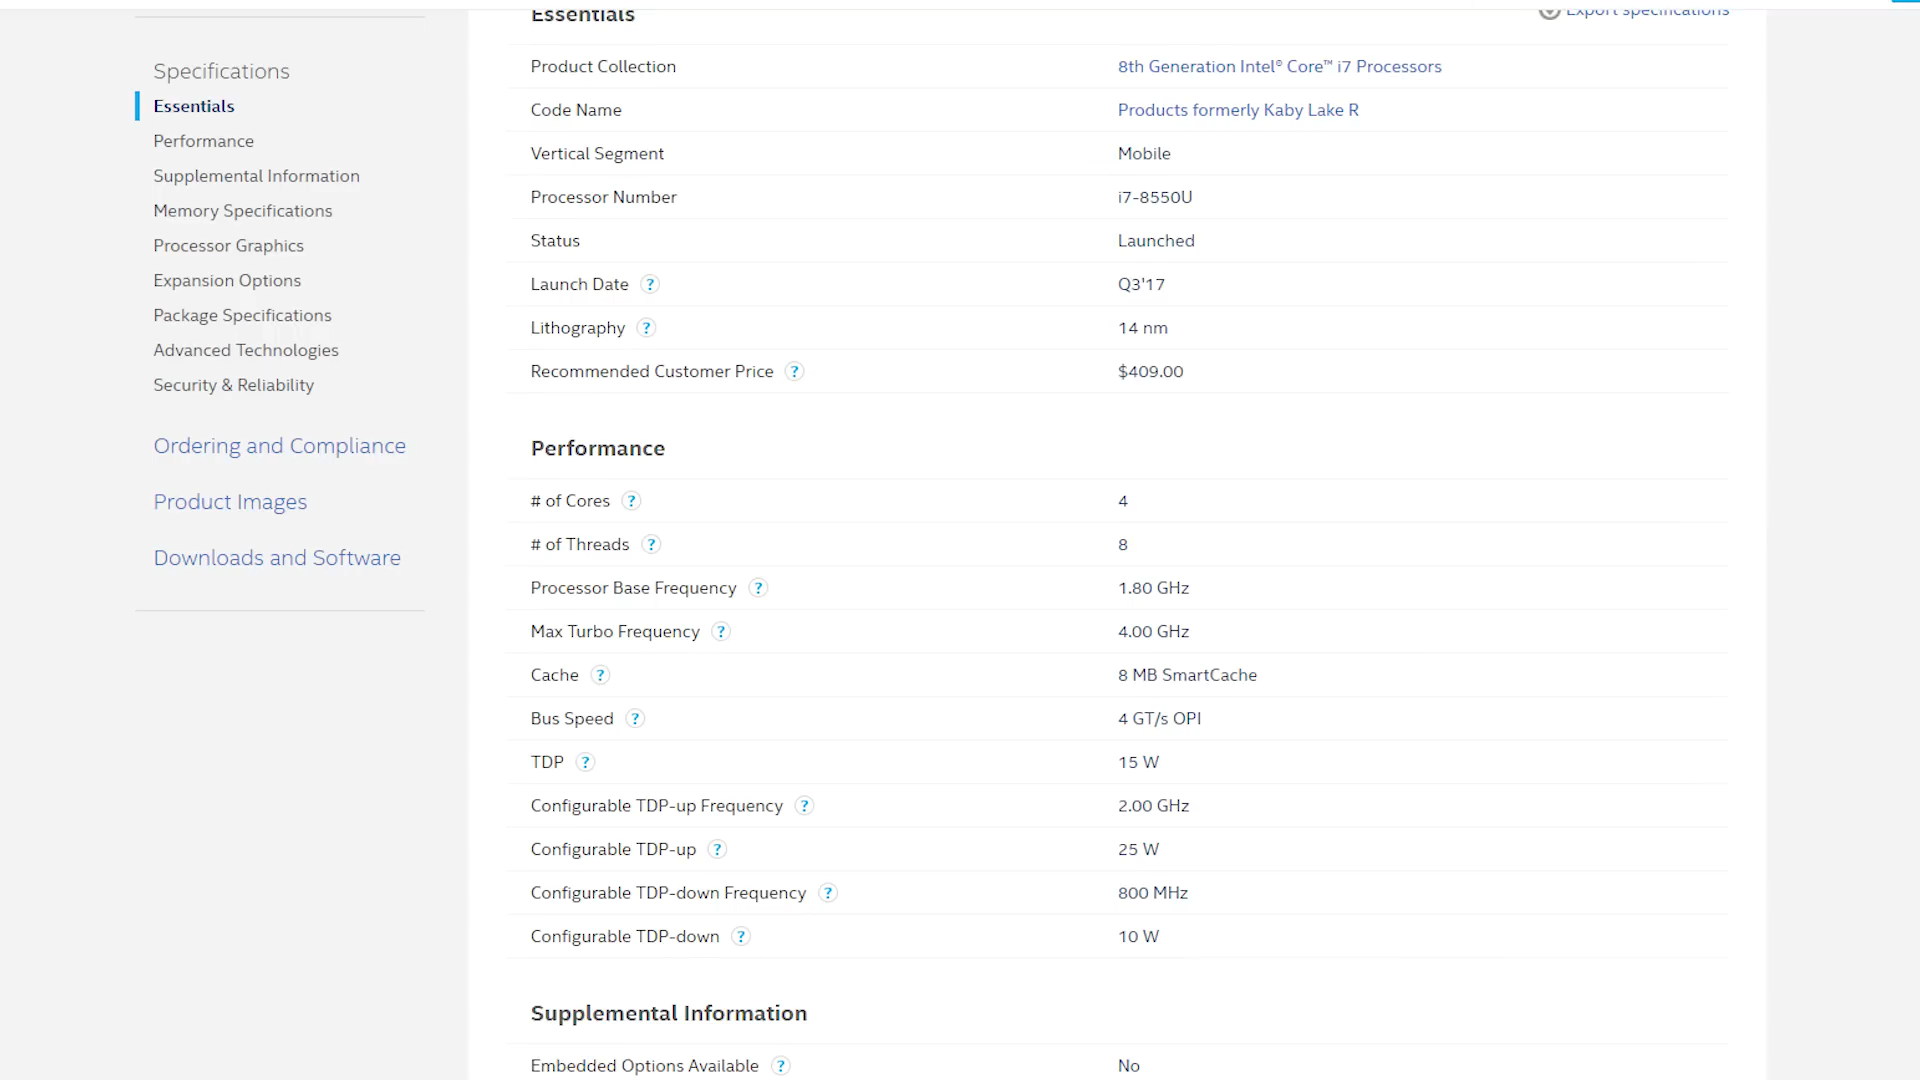 Essentials
Export specifications
Specifications
Essentials
Performance
Supplemental Information
Memory Specifications
Processor Graphics
Expansion Options
Package Specifications
Advanced Technologies
Security & Reliability
Ordering and Compliance
Product Images
Downloads and Software
Product Collection 8th Generation Intel® Core™ i7 Processors
Code Name Products formerly Kaby Lake R
Vertical Segment Mobile
Processor Number i7-8550U
Status Launched
Launch Date ? Q3'17
Lithography ? 14 nm
Recommended Customer Price ? $409.00
Performance
# of Cores ? 4
# of Threads ? 8
Processor Base Frequency ? 1.80 GHz
Max Turbo Frequency ? 4.00 GHz
Cache ? 8 MB SmartCache
Bus Speed ? 4 GT/s OPI
TDP ? 15 W
Configurable TDP-up Frequency ? 2.00 GHz
Configurable TDP-up ? 25 W
Configurable TDP-down Frequency ? 800 MHz
Configurable TDP-down ? 10 W
Supplemental Information
Embedded Options Available ? No